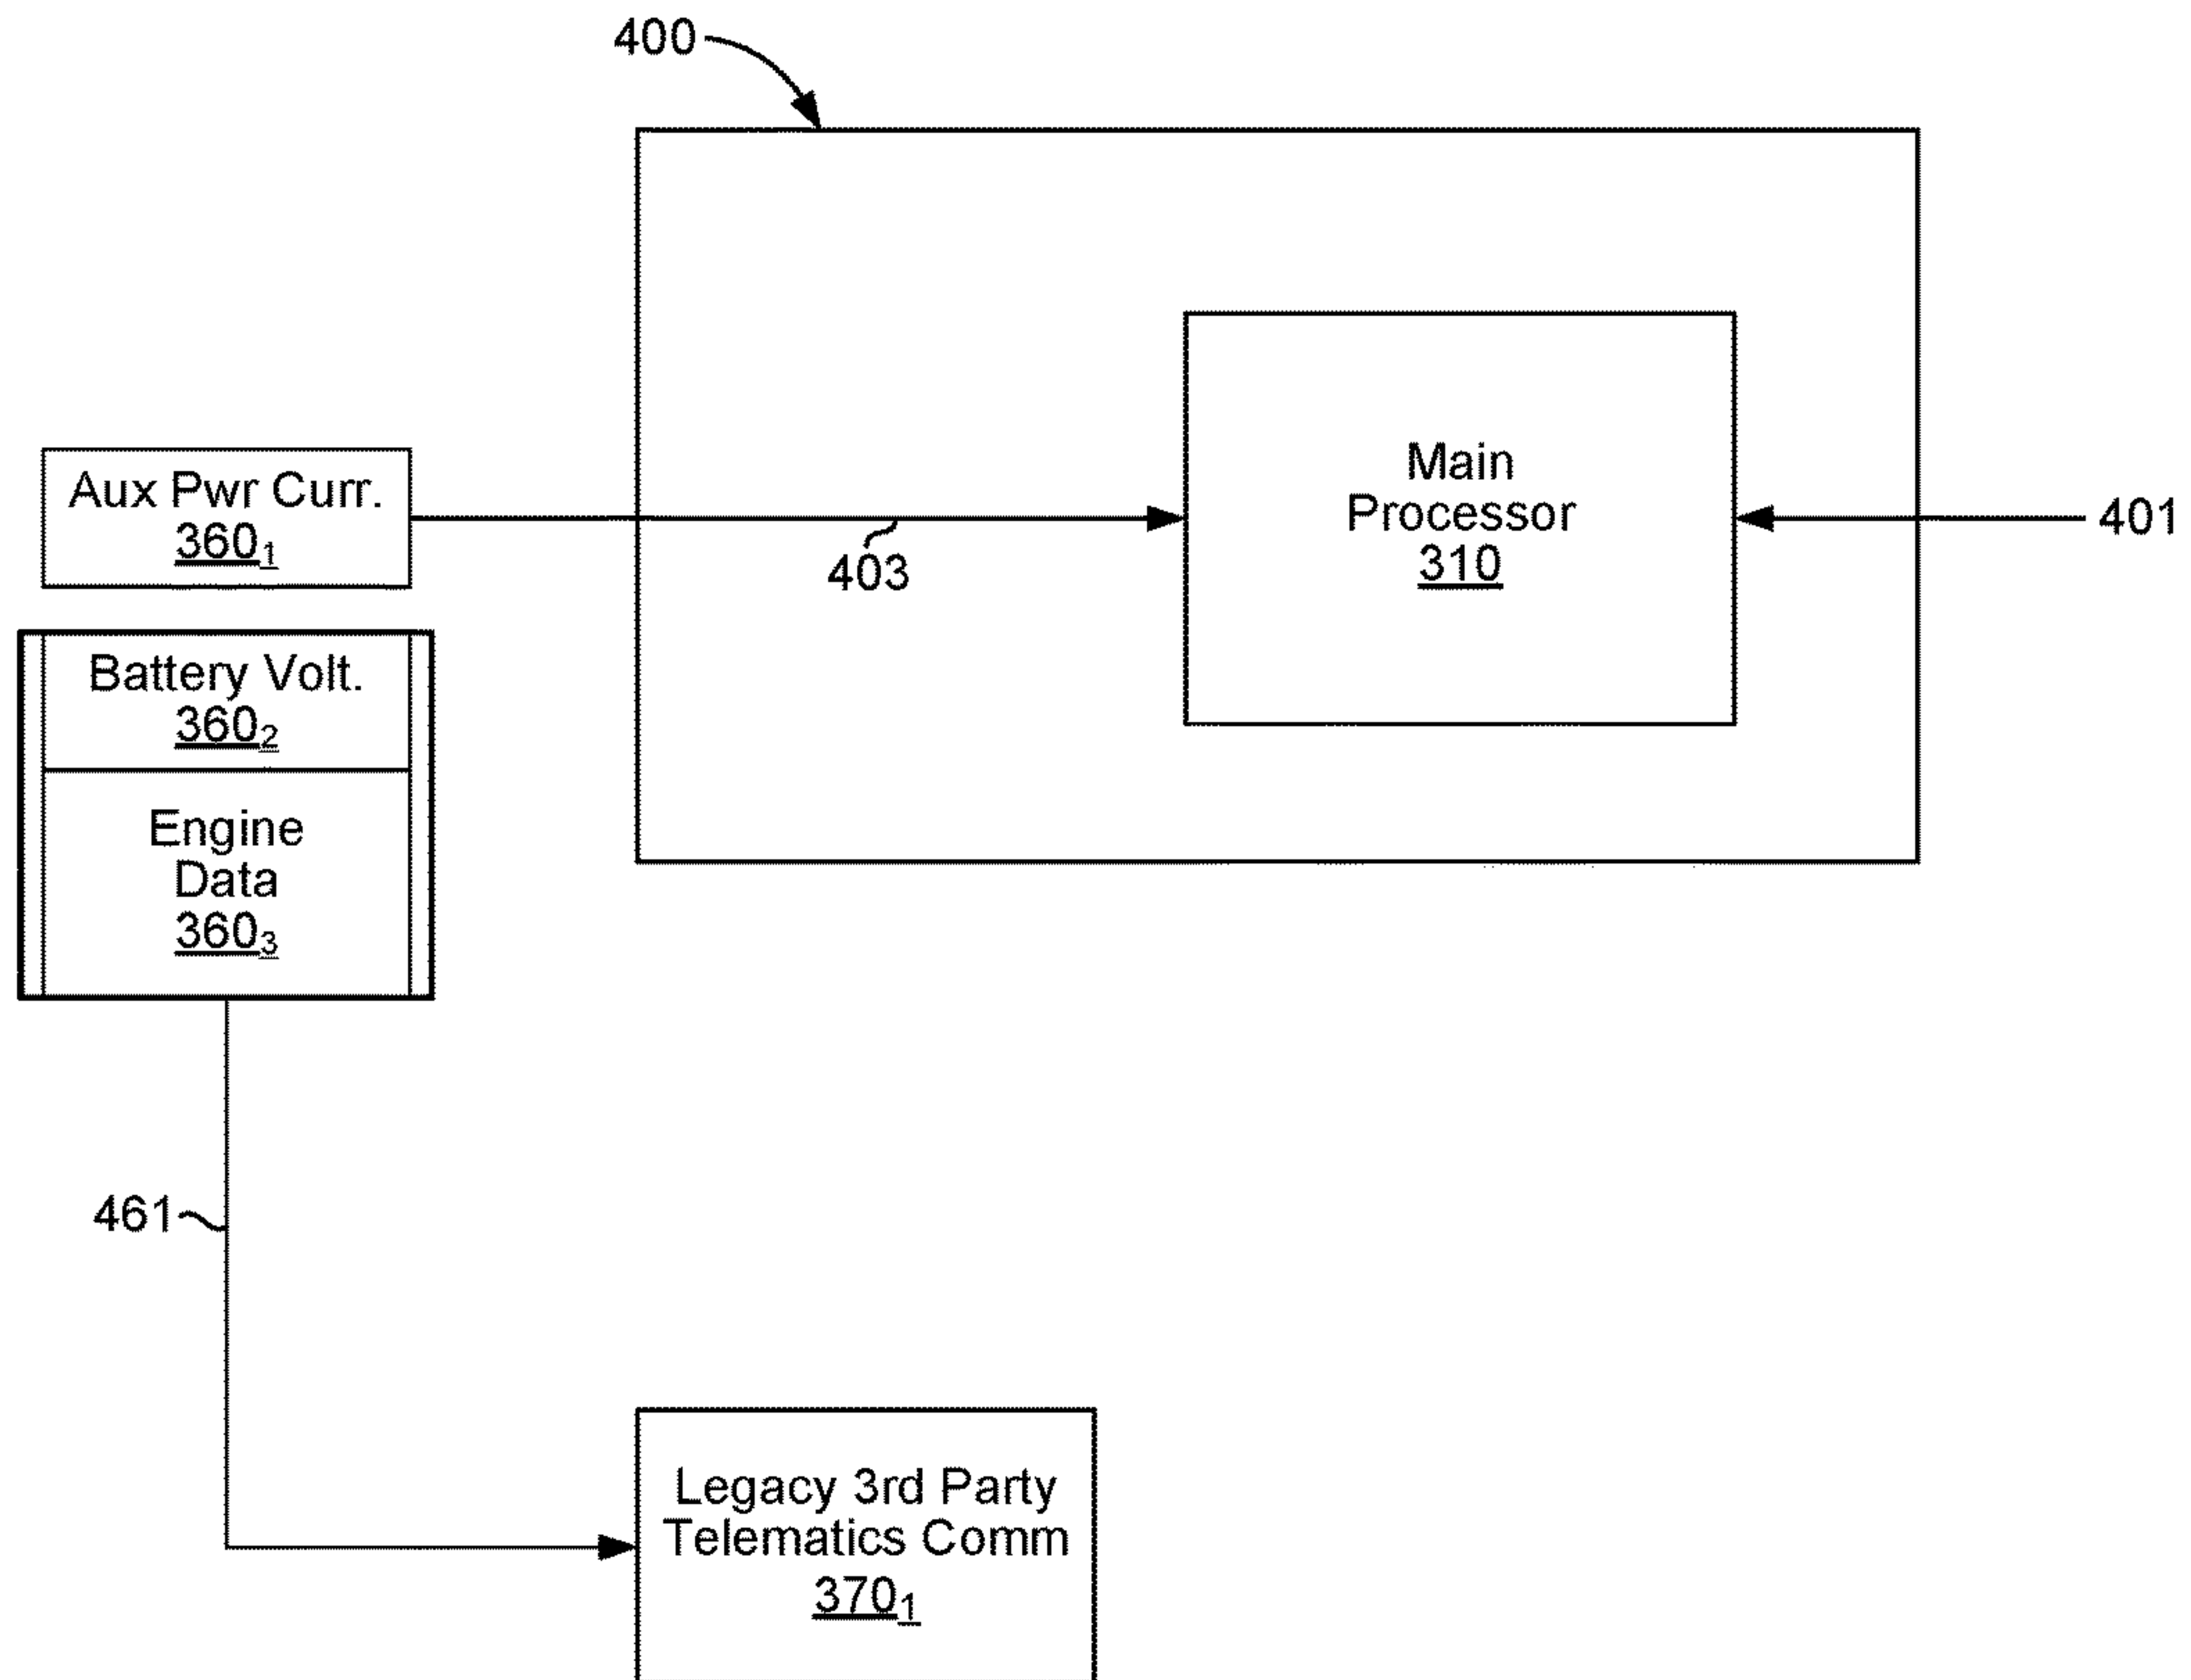 400
Aux Pwr Curr.
360₁
403
Main
Processor
310
401
Battery Volt.
360₂
Engine
Data
360₃
461
Legacy 3rd Party
Telematics Comm
370₁